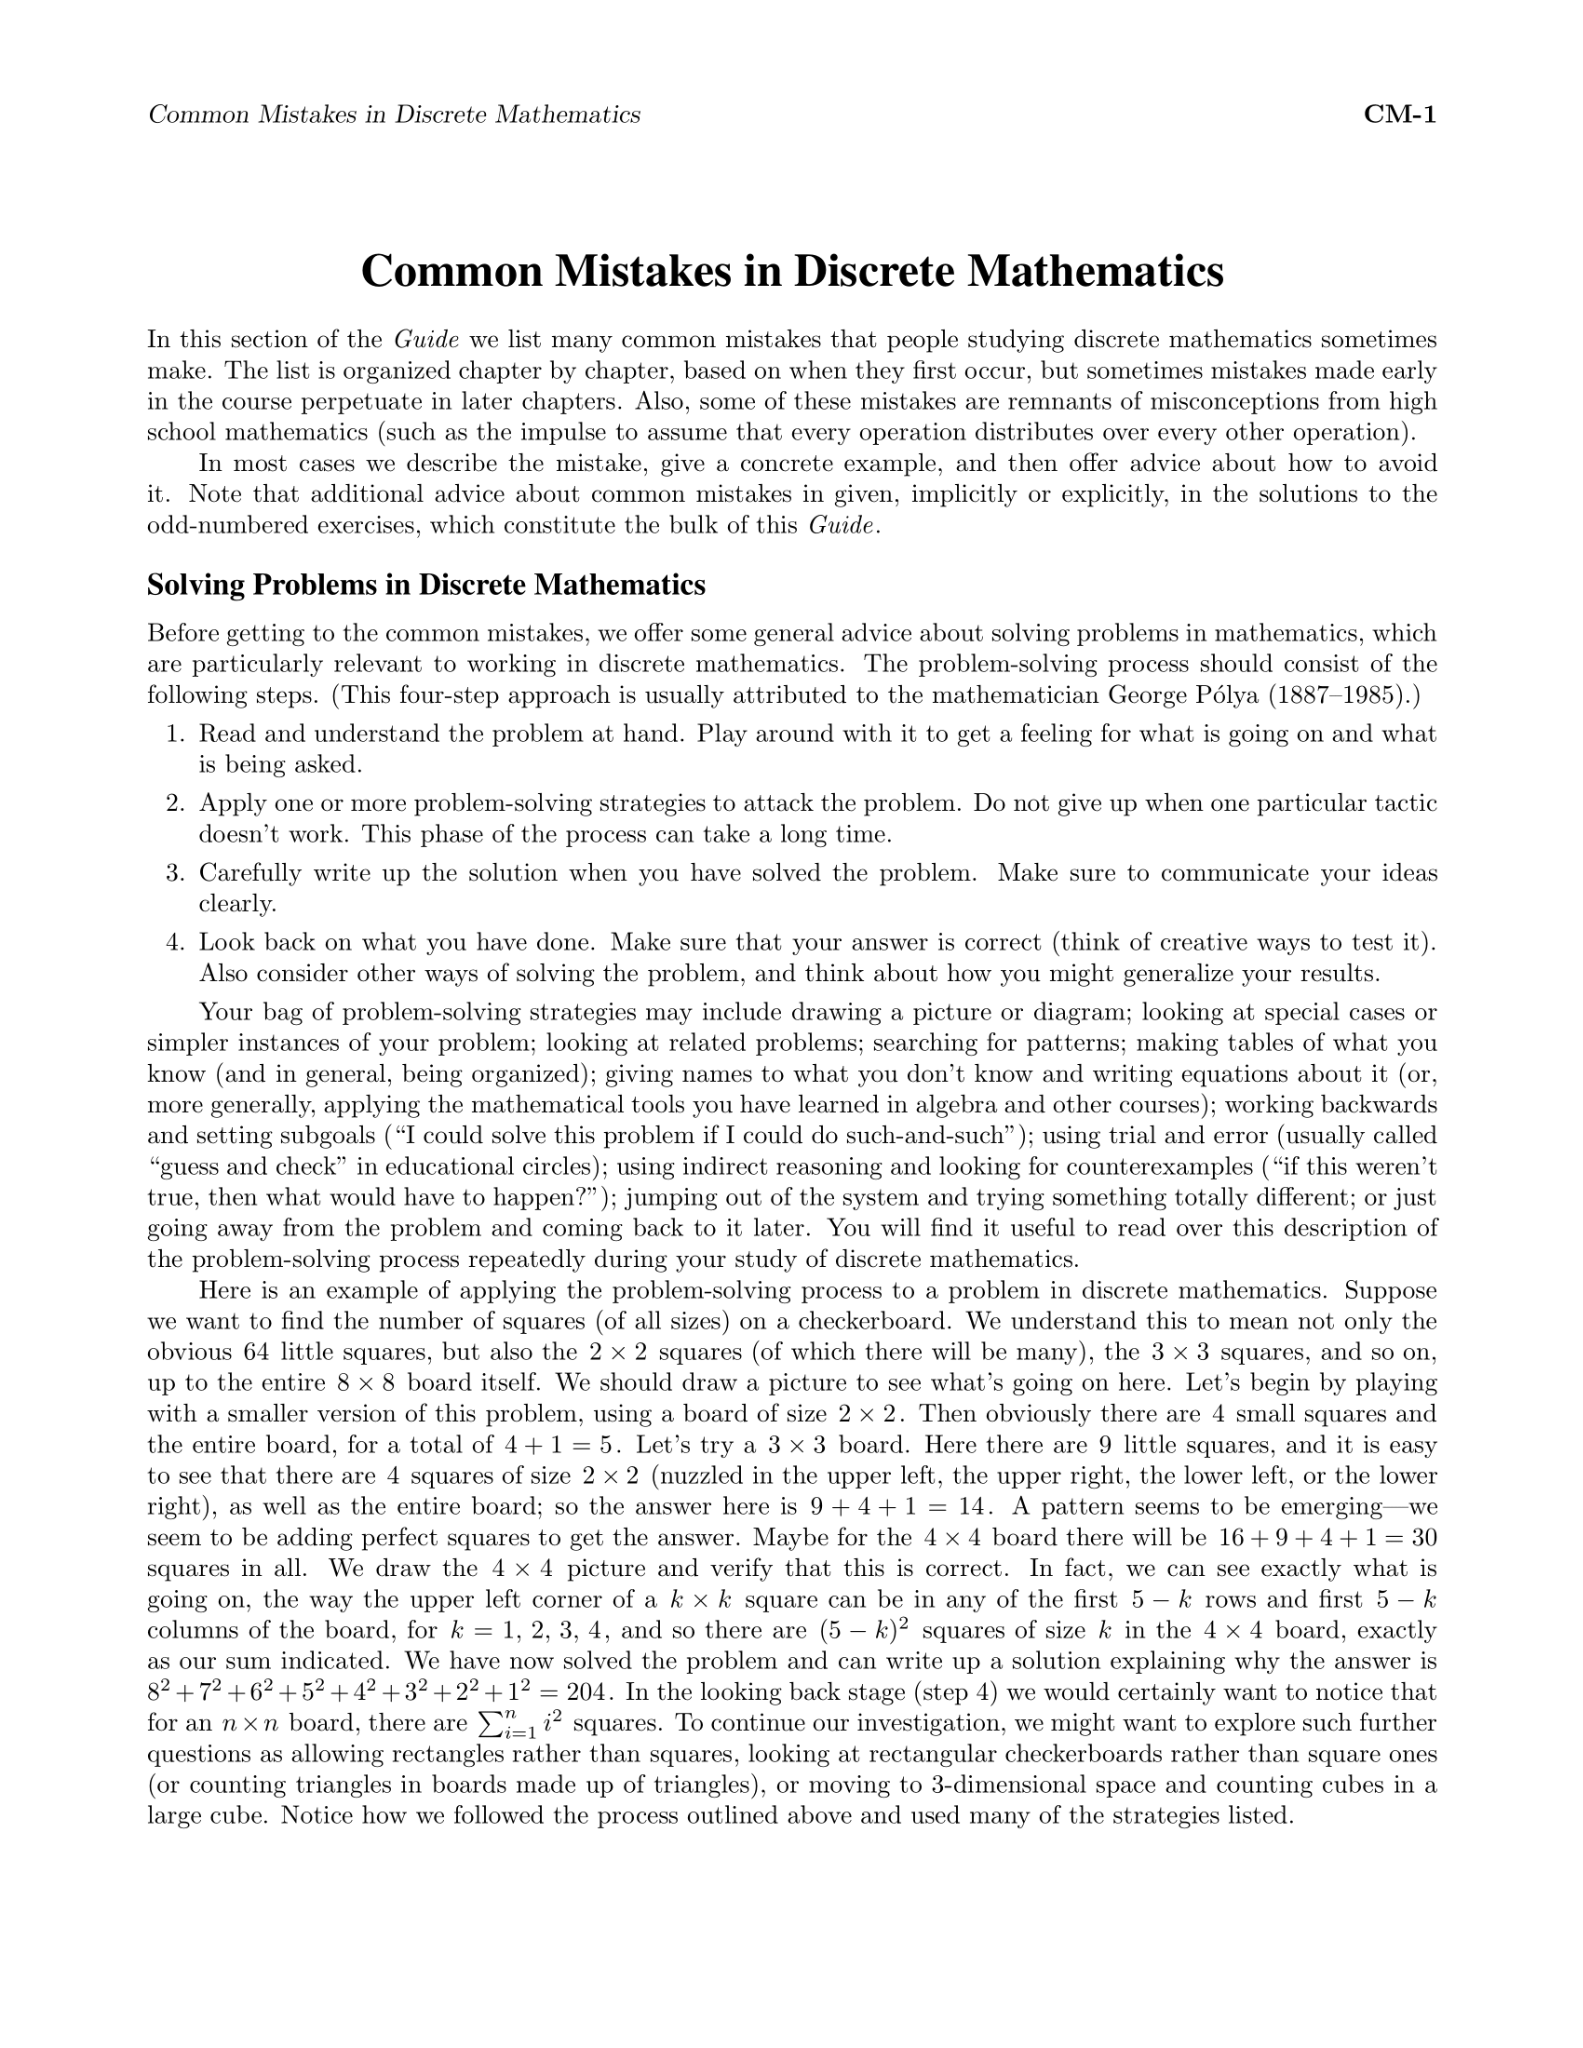 Common Mistakes in Discrete Mathematics CM-1
Common Mistakes in Discrete Mathematics
In this section of the Guide we list many common mistakes that people studying discrete mathematics sometimes
make. The list is organized chapter by chapter, based on when they first occur, but sometimes mistakes made early
in the course perpetuate in later chapters. Also, some of these mistakes are remnants of misconceptions from high
school mathematics (such as the impulse to assume that every operation distributes over every other operation).
In most cases we describe the mistake, give a concrete example, and then offer advice about how to avoid
it. Note that additional advice about common mistakes in given, implicitly or explicitly, in the solutions to the
odd-numbered exercises, which constitute the bulk of this Guide.
Solving Problems in Discrete Mathematics
Before getting to the common mistakes, we offer some general advice about solving problems in mathematics, which
are particularly relevant to working in discrete mathematics. The problem-solving process should consist of the
following steps. (This four-step approach is usually attributed to the mathematician George Pólya (1887–1985).)
1. Read and understand the problem at hand. Play around with it to get a feeling for what is going on and what
is being asked.
2. Apply one or more problem-solving strategies to attack the problem. Do not give up when one particular tactic
doesn't work. This phase of the process can take a long time.
3. Carefully write up the solution when you have solved the problem. Make sure to communicate your ideas
clearly.
4. Look back on what you have done. Make sure that your answer is correct (think of creative ways to test it).
Also consider other ways of solving the problem, and think about how you might generalize your results.
Your bag of problem-solving strategies may include drawing a picture or diagram; looking at special cases or
simpler instances of your problem; looking at related problems; searching for patterns; making tables of what you
know (and in general, being organized); giving names to what you don't know and writing equations about it (or,
more generally, applying the mathematical tools you have learned in algebra and other courses); working backwards
and setting subgoals (“I could solve this problem if I could do such-and-such”); using trial and error (usually called
“guess and check” in educational circles); using indirect reasoning and looking for counterexamples (“if this weren't
true, then what would have to happen?”); jumping out of the system and trying something totally different; or just
going away from the problem and coming back to it later. You will find it useful to read over this description of
the problem-solving process repeatedly during your study of discrete mathematics.
Here is an example of applying the problem-solving process to a problem in discrete mathematics. Suppose
we want to find the number of squares (of all sizes) on a checkerboard. We understand this to mean not only the
obvious 64 little squares, but also the 2 × 2 squares (of which there will be many), the 3 × 3 squares, and so on,
up to the entire 8 × 8 board itself. We should draw a picture to see what's going on here. Let's begin by playing
with a smaller version of this problem, using a board of size 2 × 2. Then obviously there are 4 small squares and
the entire board, for a total of 4 + 1 = 5. Let's try a 3 × 3 board. Here there are 9 little squares, and it is easy
to see that there are 4 squares of size 2 × 2 (nuzzled in the upper left, the upper right, the lower left, or the lower
right), as well as the entire board; so the answer here is 9 + 4 + 1 = 14. A pattern seems to be emerging—we
seem to be adding perfect squares to get the answer. Maybe for the 4 × 4 board there will be 16 + 9 + 4 + 1 = 30
squares in all. We draw the 4 × 4 picture and verify that this is correct. In fact, we can see exactly what is
going on, the way the upper left corner of a k × k square can be in any of the first 5 − k rows and first 5 − k
columns of the board, for k = 1, 2, 3, 4, and so there are (5 − k)² squares of size k in the 4 × 4 board, exactly
as our sum indicated. We have now solved the problem and can write up a solution explaining why the answer is
8² + 7² + 6² + 5² + 4² + 3² + 2² + 1² = 204. In the looking back stage (step 4) we would certainly want to notice that
for an n × n board, there are ∑ⁿᵢ₌₁ i² squares. To continue our investigation, we might want to explore such further
questions as allowing rectangles rather than squares, looking at rectangular checkerboards rather than square ones
(or counting triangles in boards made up of triangles), or moving to 3-dimensional space and counting cubes in a
large cube. Notice how we followed the process outlined above and used many of the strategies listed.